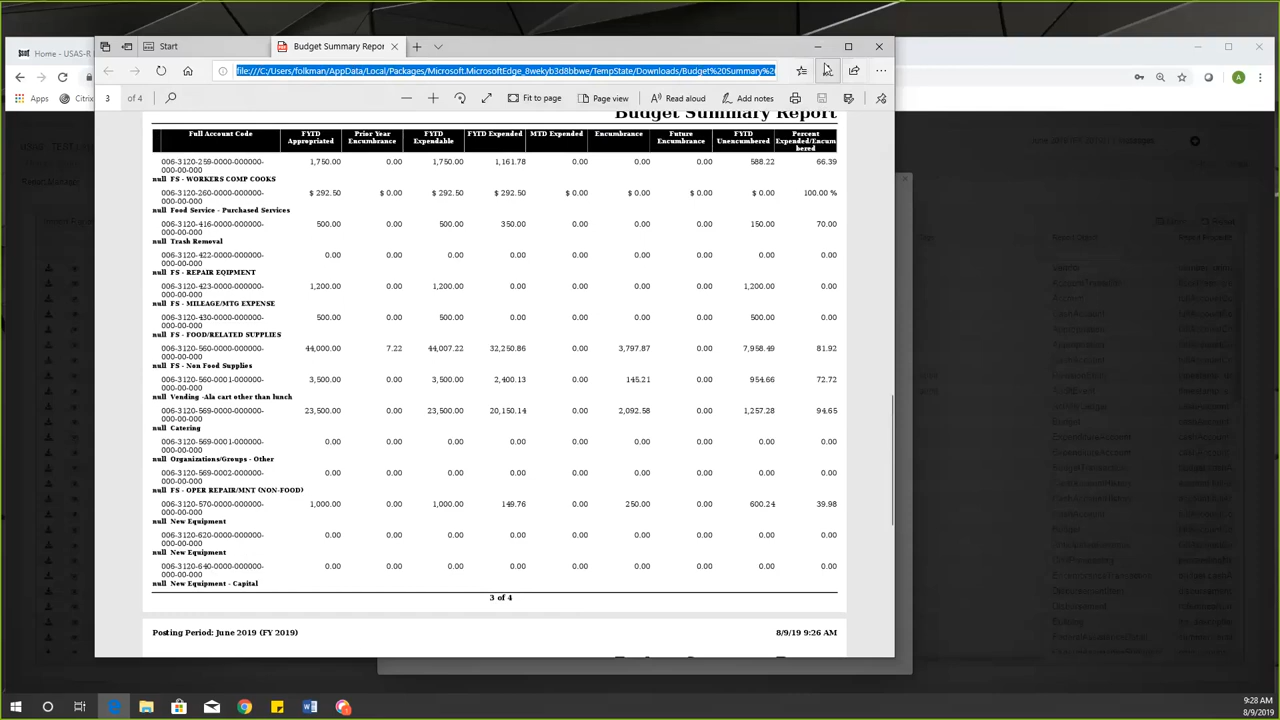 Home - USAS-R
Start
Budget Summary Report
file:///C:/Users/folkman/AppData/Local/Packages/Microsoft.MicrosoftEdge_8wekyb3d8bbwe/TempState/Downloads/Budget%20Summary%2
Apps
Citrix
A
3 of 4
Fit to page
Page view
Read aloud
Add notes
Budget Summary Report
Full Account Code FYTD Appropriated Prior Year Encumbrance FYTD Expendable FYTD Expended MTD Expended Encumbrance Future Encumbrance FYTD Unencumbered Percent Expended/Encumbered
006-3120-259-0000-000000- 1,750.00 0.00 1,750.00 1,161.78 0.00 0.00 0.00 588.22 66.39
000-00-000
null FS - WORKERS COMP COOKS
006-3120-260-0000-000000- $ 292.50 $ 0.00 $ 292.50 $ 292.50 $ 0.00 $ 0.00 $ 0.00 $ 0.00 100.00 %
000-00-000
null Food Service - Purchased Services
006-3120-416-0000-000000- 500.00 0.00 500.00 350.00 0.00 0.00 0.00 150.00 70.00
000-00-000
null Trash Removal
006-3120-422-0000-000000- 0.00 0.00 0.00 0.00 0.00 0.00 0.00 0.00 0.00
000-00-000
null FS - REPAIR EQIPMENT
006-3120-423-0000-000000- 1,200.00 0.00 1,200.00 0.00 0.00 0.00 0.00 1,200.00 0.00
000-00-000
null FS - MILEAGE/MTG EXPENSE
006-3120-430-0000-000000- 500.00 0.00 500.00 0.00 0.00 0.00 0.00 500.00 0.00
000-00-000
null FS - FOOD/RELATED SUPPLIES
006-3120-560-0000-000000- 44,000.00 7.22 44,007.22 32,250.86 0.00 3,797.87 0.00 7,958.49 81.92
000-00-000
null FS - Non Food Supplies
006-3120-560-0001-000000- 3,500.00 0.00 3,500.00 2,400.13 0.00 145.21 0.00 954.66 72.72
000-00-000
null Vending -Ala cart other than lunch
006-3120-569-0000-000000- 23,500.00 0.00 23,500.00 20,150.14 0.00 2,092.58 0.00 1,257.28 94.65
000-00-000
null Catering
006-3120-569-0001-000000- 0.00 0.00 0.00 0.00 0.00 0.00 0.00 0.00 0.00
000-00-000
null Organizations/Groups - Other
006-3120-569-0002-000000- 0.00 0.00 0.00 0.00 0.00 0.00 0.00 0.00 0.00
000-00-000
null FS - OPER REPAIR/MNT (NON-FOOD)
006-3120-570-0000-000000- 1,000.00 0.00 1,000.00 149.76 0.00 250.00 0.00 600.24 39.98
000-00-000
null New Equipment
006-3120-620-0000-000000- 0.00 0.00 0.00 0.00 0.00 0.00 0.00 0.00 0.00
000-00-000
null New Equipment
006-3120-640-0000-000000- 0.00 0.00 0.00 0.00 0.00 0.00 0.00 0.00 0.00
000-00-000
null New Equipment - Capital
3 of 4
Posting Period: June 2019 (FY 2019) 8/9/19 9:26 AM
9:28 AM
8/9/2019